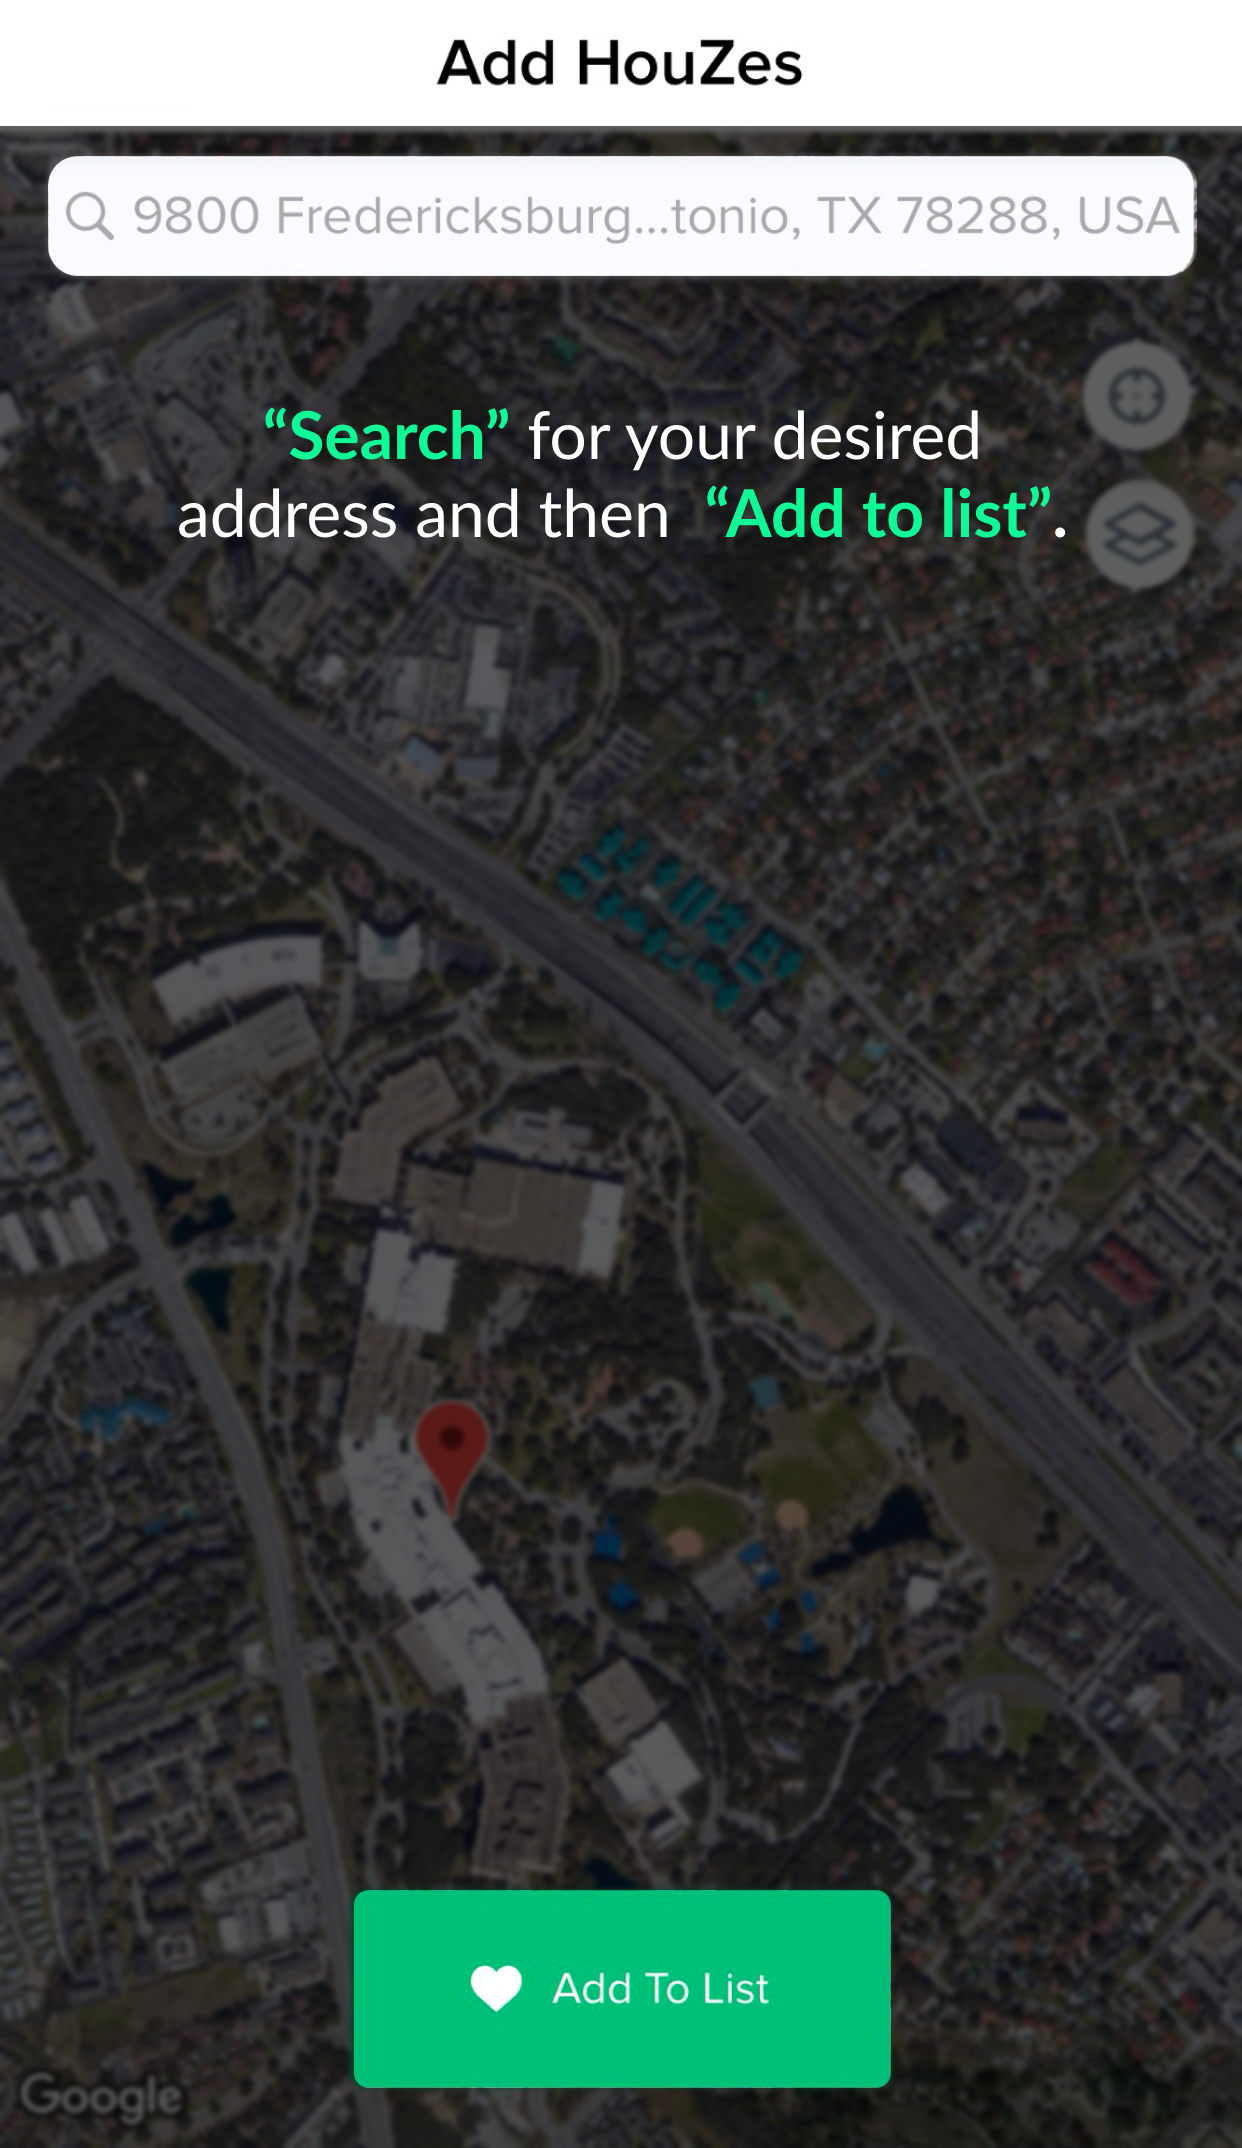 Add HouZes
9800 Fredericksburg...tonio, TX 78288, USA
“Search” for your desired
address and then “Add to list”.
Add To List
Google